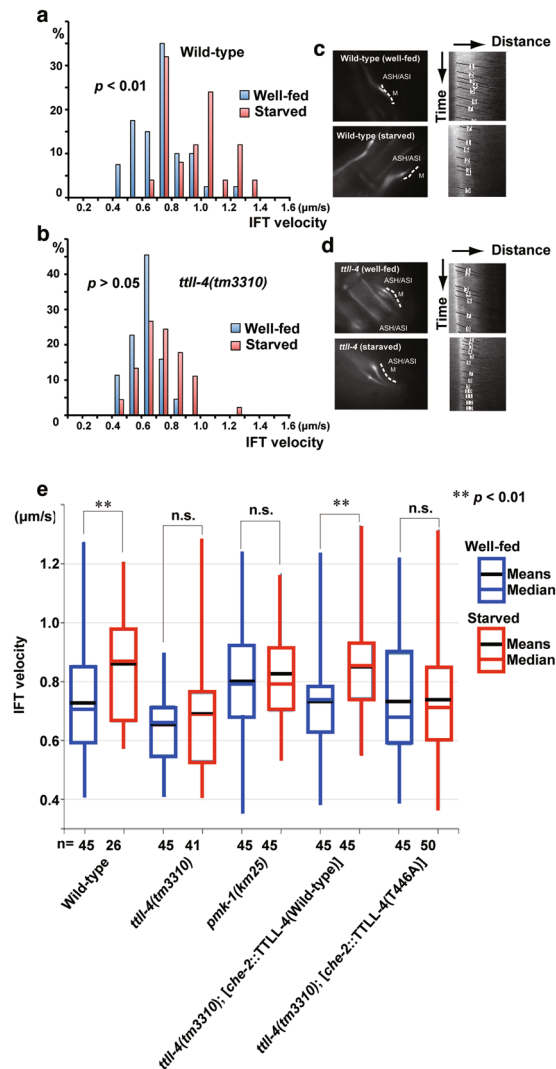 a
%
Wild-type
p < 0.01
Well-fed
Starved
30
20
10
0
0.2 0.4 0.6 0.8 1.0 1.2 1.4 1.6 (μm/s)
IFT velocity
b
%
ttll-4(tm3310)
p > 0.05
Well-fed
Starved
40
30
20
10
0
0.2 0.4 0.6 0.8 1.0 1.2 1.4 1.6
(μm/s)
IFT velocity
c
Wild-type (well-fed)
ASH/ASI
M
Wild-type (starved)
ASH/ASI
M
Distance
Time
d
ttll-4 (well-fed)
ASH/ASI
M
ASH/ASI
ttll-4 (staraved)
ASH/ASI
M
Distance
Time
e
(μm/s)
** n.s. n.s. ** n.s.
** p < 0.01
Well-fed
Means
Median
Starved
Means
Median
IFT velocity
1.2
1.0
0.8
0.6
0.4
n= 45 26 45 41 45 45 45 45 45 50
Wild-type
ttll-4(tm3310)
pmk-1(km25)
ttll-4(tm3310); [che-2::TTLL-4(Wild-type)]
ttll-4(tm3310); [che-2::TTLL-4(T446A)]